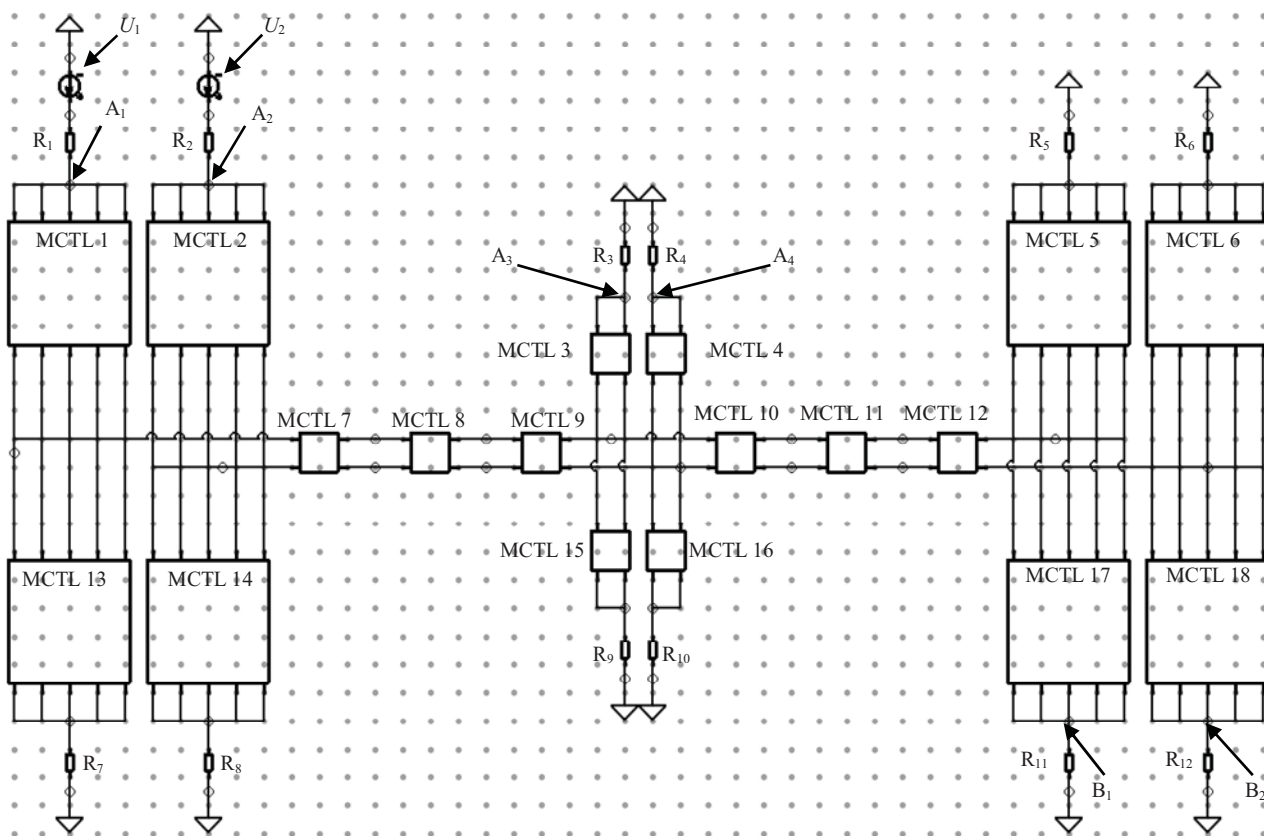 U₁ U₂
A₁ A₂
R₁ R₂ R₅ R₆
MCTL 1 MCTL 2 MCTL 5 MCTL 6
A₃ R₃ R₄ A₄
MCTL 3 MCTL 4
MCTL 7 MCTL 8 MCTL 9 MCTL 10 MCTL 11 MCTL 12
MCTL 15 MCTL 16
MCTL 13 MCTL 14 MCTL 17 MCTL 18
R₉ R₁₀
R₇ R₈ R₁₁ R₁₂
B₁ B₂